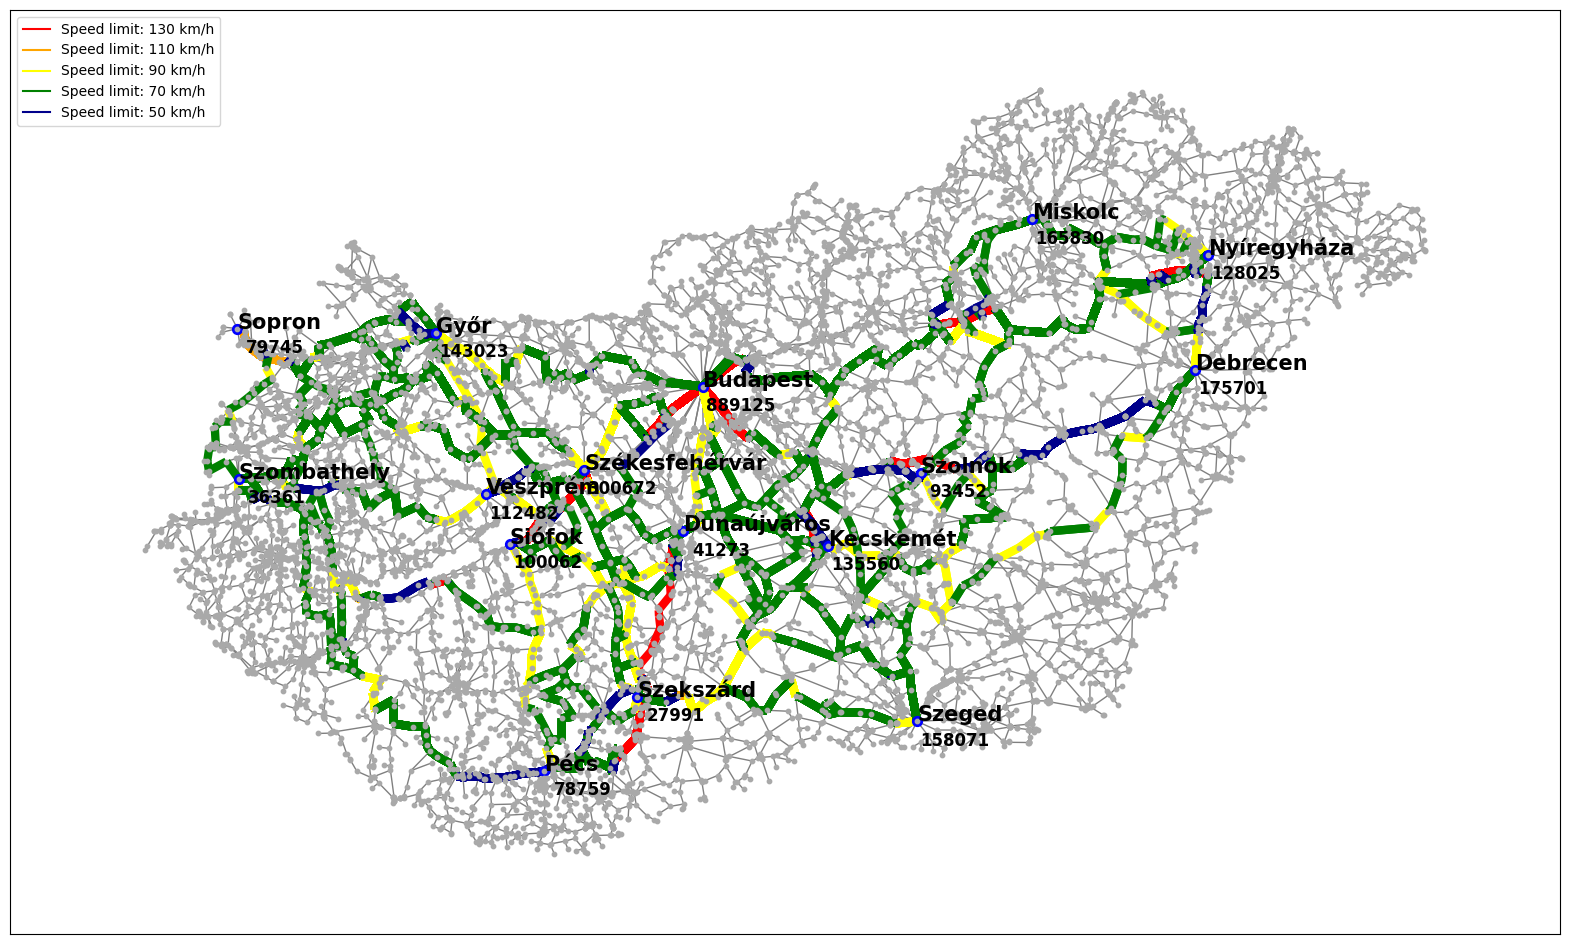 Speed limit: 130 km/h
Speed limit: 110 km/h
Speed limit: 90 km/h
Speed limit: 70 km/h
Speed limit: 50 km/h
Miskolc
165830
Nyíregyháza
128025
Sopron
79745
Győr
143023
Debrecen
175701
Budapest
889125
Székesfehérvár
Szolnok
93452
Szombathely
36361
Veszprém
112482
Dunaújváros
41273
Siófok
100062
Kecskemét
135560
Szekszárd
27991
Szeged
158071
Pécs
78759